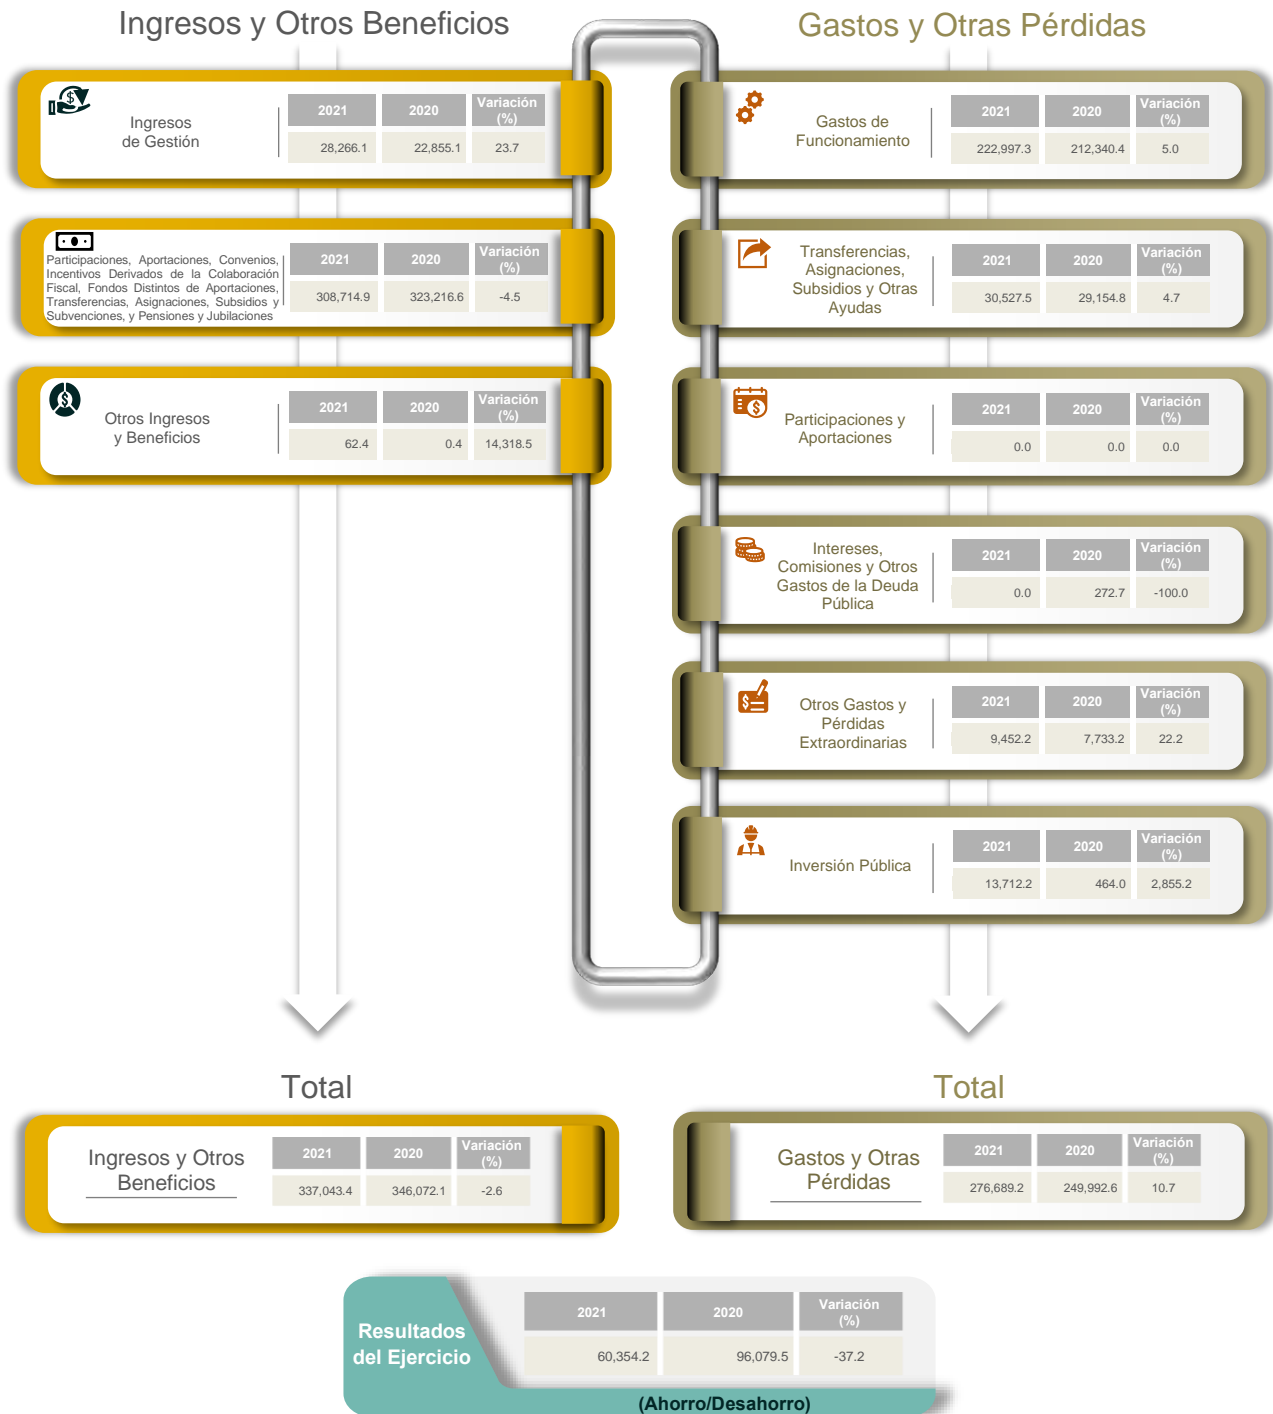 Ingresos y Otros Beneficios
Ingresos
de Gestión
2021 2020 Variación
(%)
28,266.1 22,855.1 23.7
Participaciones, Aportaciones, Convenios,
Incentivos Derivados de la Colaboración
Fiscal, Fondos Distintos de Aportaciones,
Transferencias, Asignaciones, Subsidios y
Subvenciones, y Pensiones y Jubilaciones
2021 2020 Variación
(%)
308,714.9 323,216.6 -4.5
Otros Ingresos
y Beneficios
2021 2020 Variación
(%)
62.4 0.4 14,318.5
Gastos y Otras Pérdidas
Gastos de
Funcionamiento
2021 2020 Variación
(%)
222,997.3 212,340.4 5.0
Transferencias,
Asignaciones,
Subsidios y Otras
Ayudas
2021 2020 Variación
(%)
30,527.5 29,154.8 4.7
Participaciones y
Aportaciones
2021 2020 Variación
(%)
0.0 0.0 0.0
Intereses,
Comisiones y Otros
Gastos de la Deuda
Pública
2021 2020 Variación
(%)
0.0 272.7 -100.0
Otros Gastos y
Pérdidas
Extraordinarias
2021 2020 Variación
(%)
9,452.2 7,733.2 22.2
Inversión Pública
2021 2020 Variación
(%)
13,712.2 464.0 2,855.2
Total
Ingresos y Otros
Beneficios
2021 2020 Variación
(%)
337,043.4 346,072.1 -2.6
Total
Gastos y Otras
Pérdidas
2021 2020 Variación
(%)
276,689.2 249,992.6 10.7
Resultados
del Ejercicio
2021 2020 Variación
(%)
60,354.2 96,079.5 -37.2
(Ahorro/Desahorro)